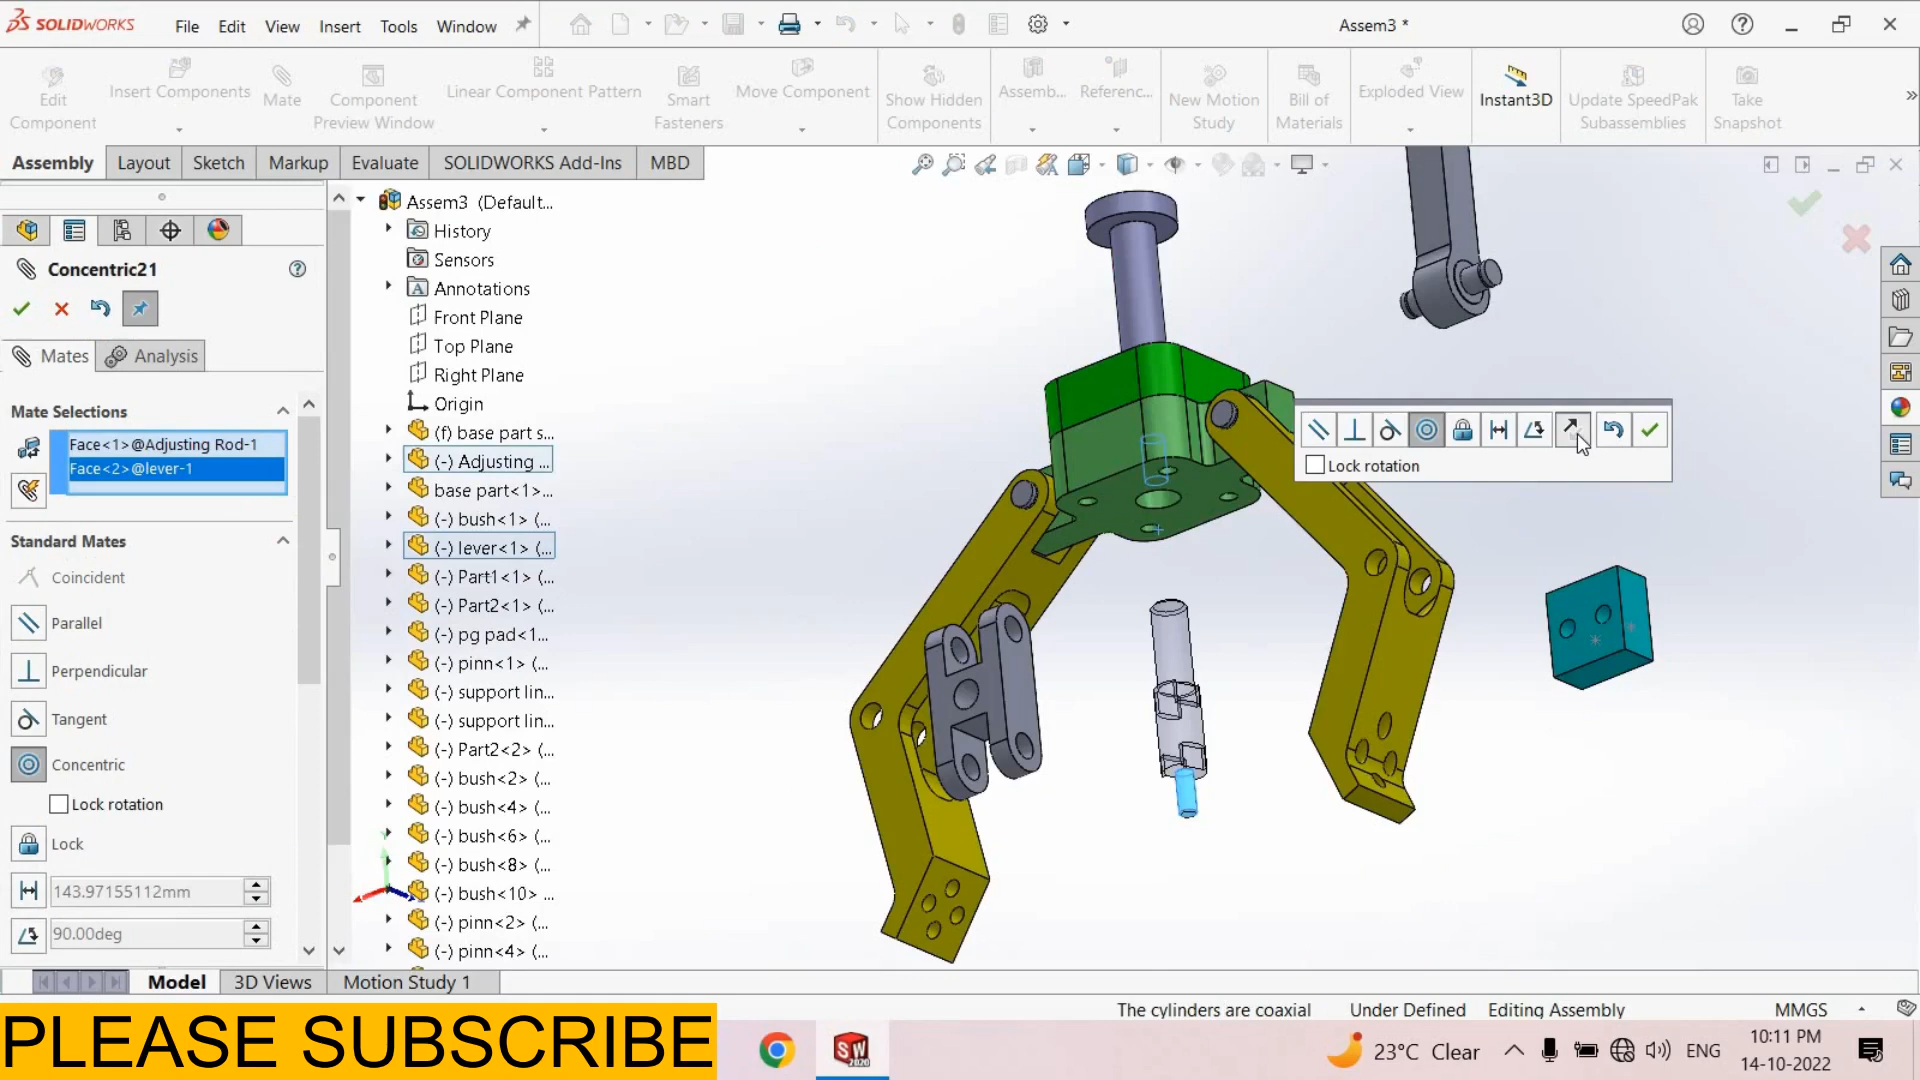 SOLIDWORKS
File Edit View Insert Tools Window
Assem3 *
Edit Component
Insert Components
Mate
Component Preview Window
Linear Component Pattern
Smart Fasteners
Move Component
Show Hidden Components
Assemb...
Referenc...
New Motion Study
Bill of Materials
Exploded View
Instant3D
Update SpeedPak Subassemblies
Take Snapshot
Assembly Layout Sketch Markup Evaluate SOLIDWORKS Add-Ins MBD
Concentric21
Mates Analysis
Mate Selections
Face<1>@Adjusting Rod-1
Face<2>@lever-1
Standard Mates
Coincident
Parallel
Perpendicular
Tangent
Concentric
Lock rotation
Lock
143.97155112mm
90.00deg
Assem3 (Default...
History
Sensors
Annotations
Front Plane
Top Plane
Right Plane
Origin
(f) base part s...
(-) Adjusting ...
base part<1>...
(-) bush<1> (...
(-) lever<1> (...
(-) Part1<1> (...
(-) Part2<1> (...
(-) pg pad<1...
(-) pinn<1> (...
(-) support lin...
(-) support lin...
(-) Part2<2> (...
(-) bush<2> (...
(-) bush<4> (...
(-) bush<6> (...
(-) bush<8> (...
(-) bush<10> ...
(-) pinn<2> (...
(-) pinn<4> (...
Lock rotation
Model 3D Views Motion Study 1
The cylinders are coaxial Under Defined Editing Assembly MMGS
PLEASE SUBSCRIBE
SW
2020
23°C Clear
ENG
10:11 PM
14-10-2022